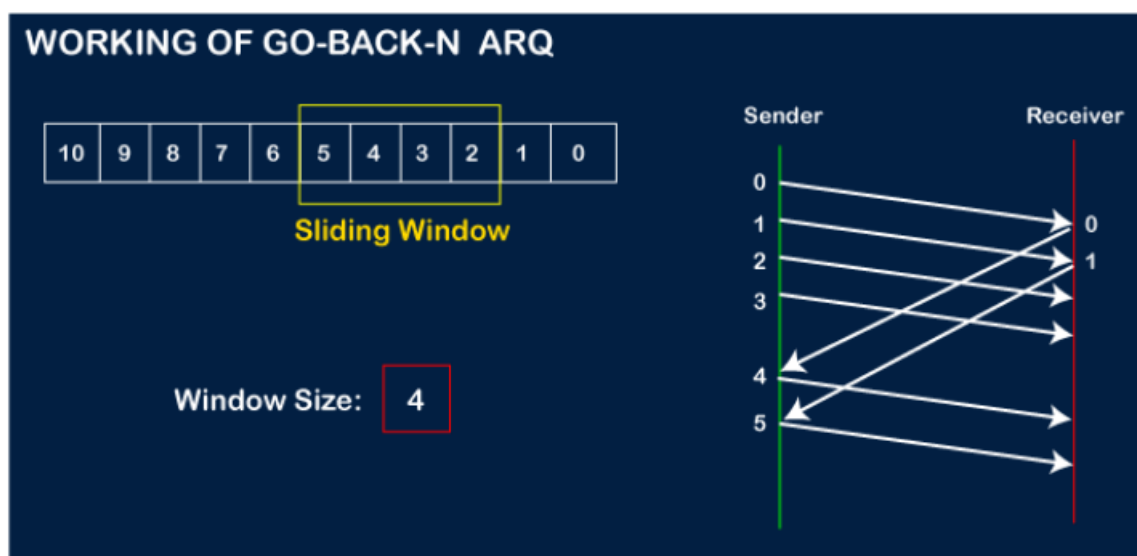 WORKING OF GO-BACK-N ARQ
10 9 8 7 6 5 4 3 2 1 0
Sliding Window
Window Size: 4
Sender Receiver
0
0
1
1
2
3
4
5